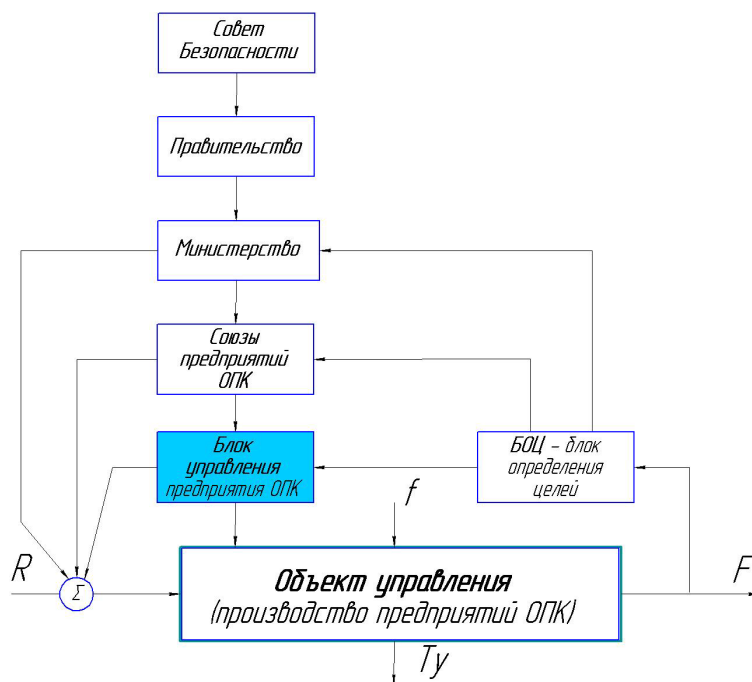 Совет
Безопасности
Правительство
Министерство
Союзы
предприятий
ОПК
Блок
управления
предприятия ОПК
БОЦ – блок
определения
целей
f
R
Σ
Объект управления
(производство предприятий ОПК)
F
Ту